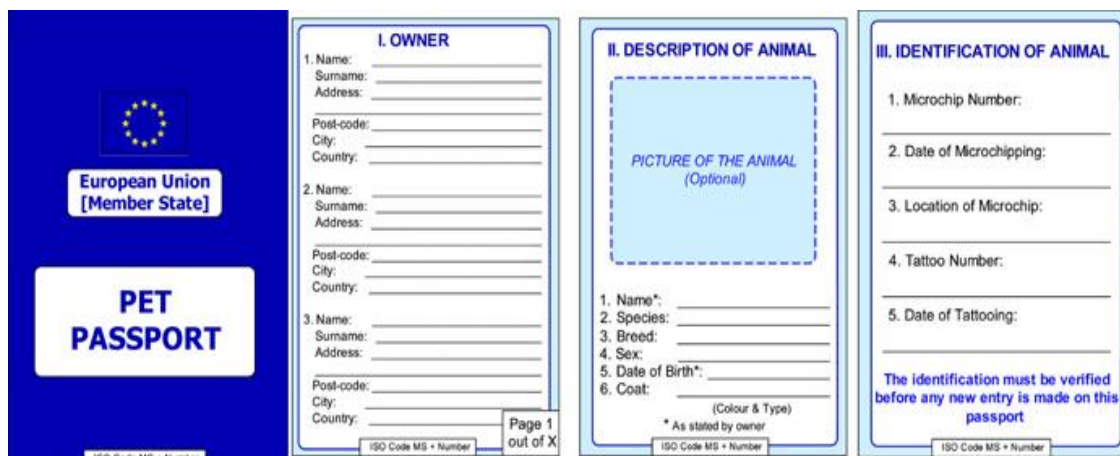 European Union
[Member State]
PET
PASSPORT
ISO Code MS + Number
I. OWNER
1. Name:
Surname:
Address:
Post-code:
City:
Country:
2. Name:
Surname:
Address:
Post-code:
City:
Country:
3. Name:
Surname:
Address:
Post-code:
City:
Country:
Page 1
out of X
ISO Code MS + Number
II. DESCRIPTION OF ANIMAL
PICTURE OF THE ANIMAL
(Optional)
1. Name*:
2. Species:
3. Breed:
4. Sex:
5. Date of Birth*:
6. Coat:
(Colour & Type)
* As stated by owner
ISO Code MS + Number
III. IDENTIFICATION OF ANIMAL
1. Microchip Number:
2. Date of Microchipping:
3. Location of Microchip:
4. Tattoo Number:
5. Date of Tattooing:
The identification must be verified
before any new entry is made on this
passport
ISO Code MS + Number